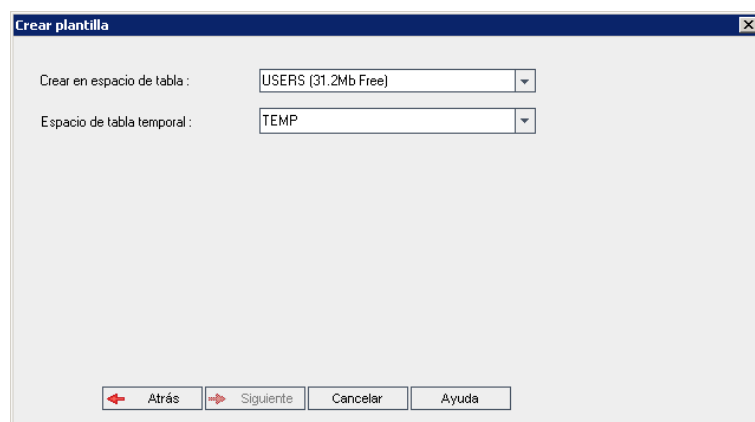 Crear plantilla
Crear en espacio de tabla : USERS (31.2Mb Free)
Espacio de tabla temporal : TEMP
Atrás Siguiente Cancelar Ayuda